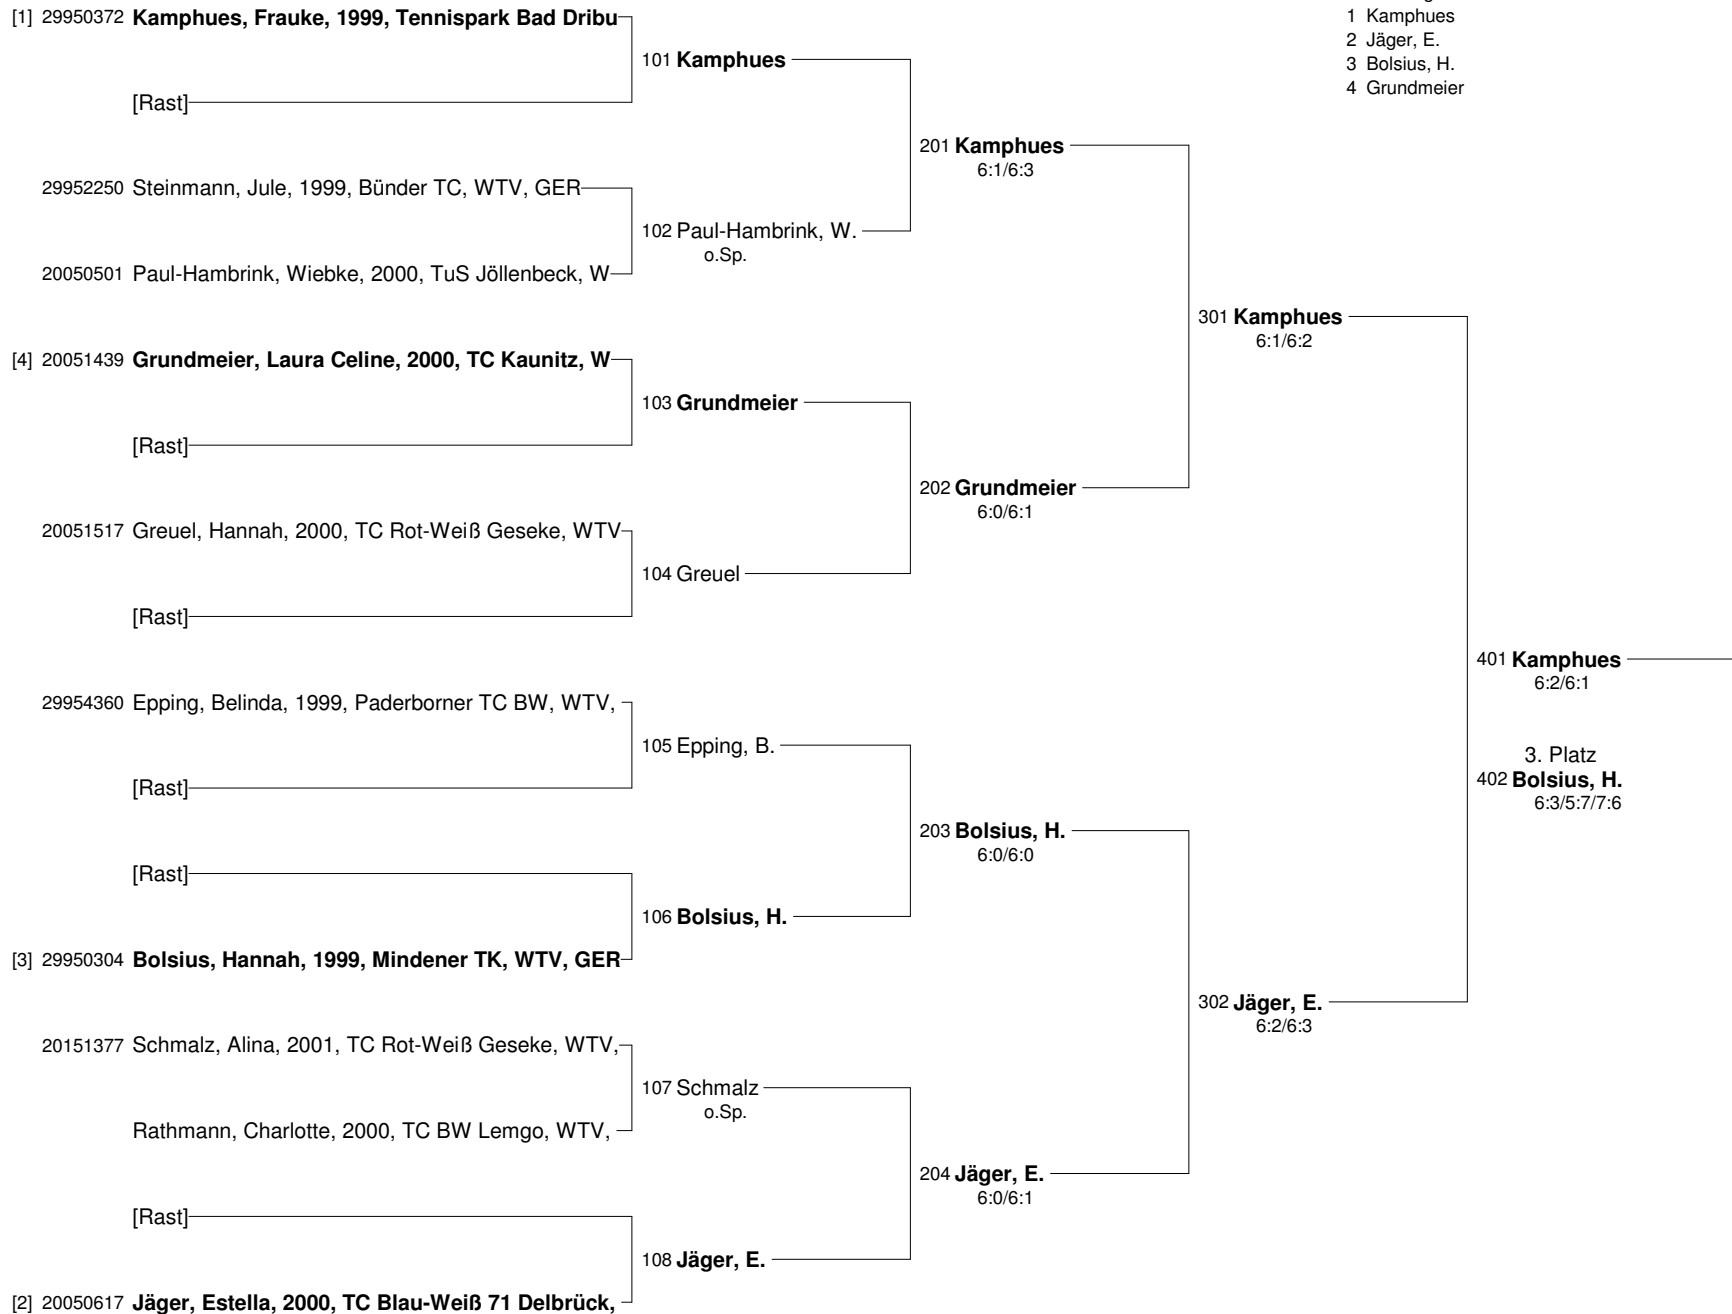 [1] 29950372 Kamphues, Frauke, 1999, Tennispark Bad Dribu
1 Kamphues
2 Jäger, E.
3 Bolsius, H.
4 Grundmeier
101 Kamphues
[Rast]
201 Kamphues
6:1/6:3
29952250 Steinmann, Jule, 1999, Bünder TC, WTV, GER
102 Paul-Hambrink, W.
o.Sp.
20050501 Paul-Hambrink, Wiebke, 2000, TuS Jöllenbeck, W
301 Kamphues
6:1/6:2
[4] 20051439 Grundmeier, Laura Celine, 2000, TC Kaunitz, W
103 Grundmeier
[Rast]
202 Grundmeier
6:0/6:1
20051517 Greuel, Hannah, 2000, TC Rot-Weiß Geseke, WTV
104 Greuel
[Rast]
401 Kamphues
6:2/6:1
29954360 Epping, Belinda, 1999, Paderborner TC BW, WTV,
105 Epping, B.
3. Platz
402 Bolsius, H.
6:3/5:7/7:6
[Rast]
203 Bolsius, H.
6:0/6:0
[Rast]
106 Bolsius, H.
[3] 29950304 Bolsius, Hannah, 1999, Mindener TK, WTV, GER
302 Jäger, E.
6:2/6:3
20151377 Schmalz, Alina, 2001, TC Rot-Weiß Geseke, WTV,
107 Schmalz
o.Sp.
Rathmann, Charlotte, 2000, TC BW Lemgo, WTV,
204 Jäger, E.
6:0/6:1
[Rast]
108 Jäger, E.
[2] 20050617 Jäger, Estella, 2000, TC Blau-Weiß 71 Delbrück,